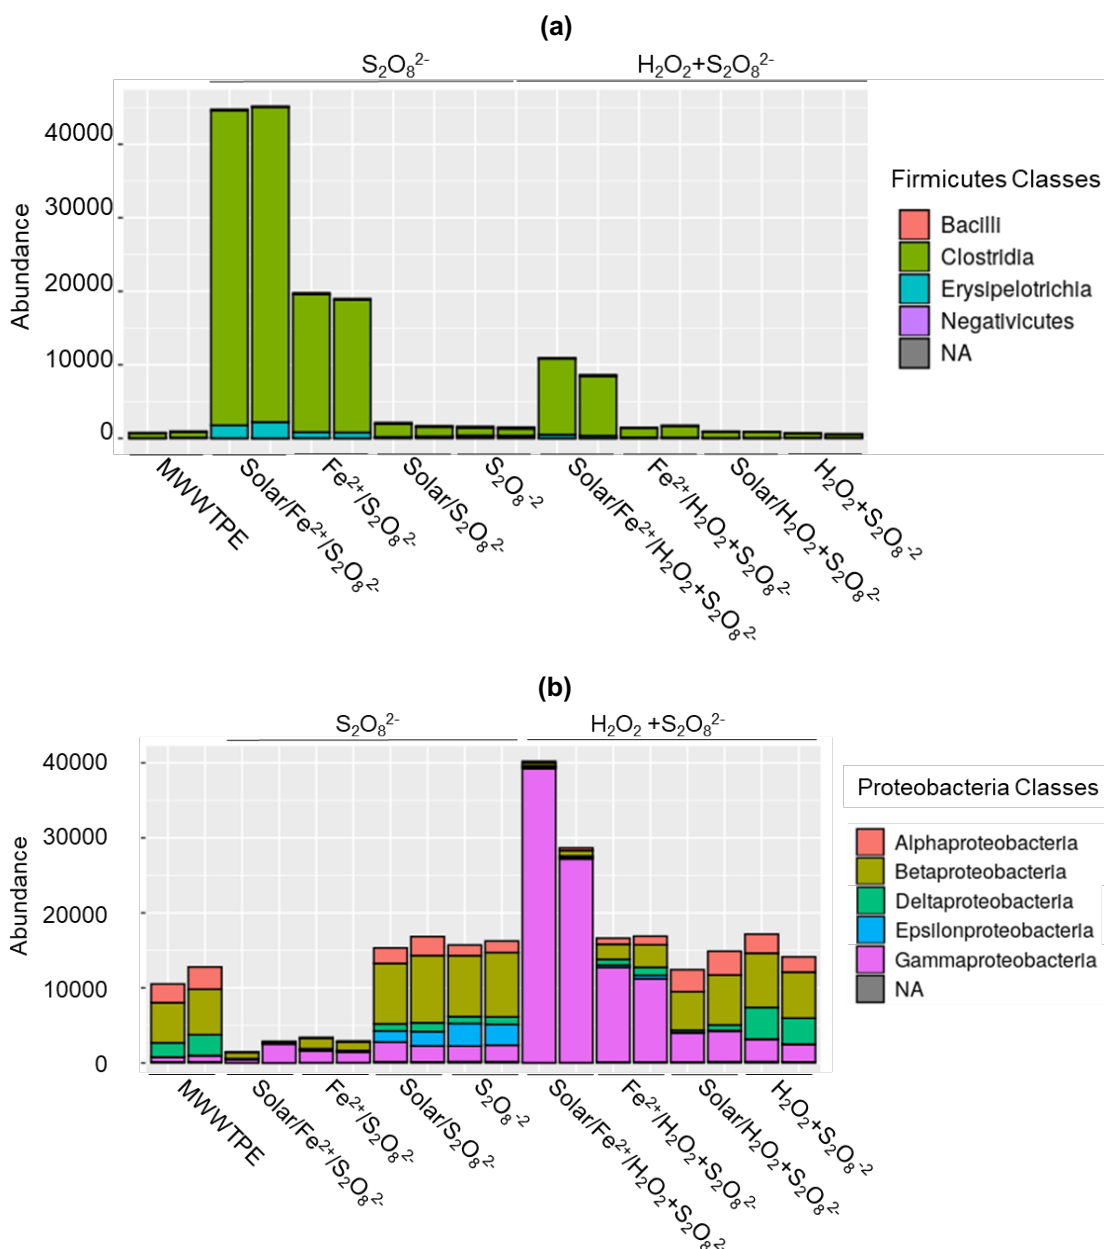 (a)
S₂O₈²⁻
H₂O₂+S₂O₈²⁻
Abundance
40000
30000
20000
10000
0
Firmicutes Classes
Bacilli
Clostridia
Erysipelotrichia
Negativicutes
NA
MWWTPE
Solar/Fe²⁺/S₂O₈²⁻
Fe²⁺/S₂O₈²⁻
Solar/S₂O₈²⁻
S₂O₈⁻²
Solar/Fe²⁺/H₂O₂+S₂O₈²⁻
Fe²⁺/H₂O₂+S₂O₈²⁻
Solar/H₂O₂+S₂O₈²⁻
H₂O₂+S₂O₈⁻²
(b)
S₂O₈²⁻
H₂O₂ +S₂O₈²⁻
Abundance
40000
30000
20000
10000
0
Proteobacteria Classes
Alphaproteobacteria
Betaproteobacteria
Deltaproteobacteria
Epsilonproteobacteria
Gammaproteobacteria
NA
MWWTPE
Solar/Fe²⁺/S₂O₈²⁻
Fe²⁺/S₂O₈²⁻
Solar/S₂O₈²⁻
S₂O₈⁻²
Solar/Fe²⁺/H₂O₂+S₂O₈²⁻
Fe²⁺/H₂O₂+S₂O₈²⁻
Solar/H₂O₂+S₂O₈²⁻
H₂O₂+S₂O₈⁻²